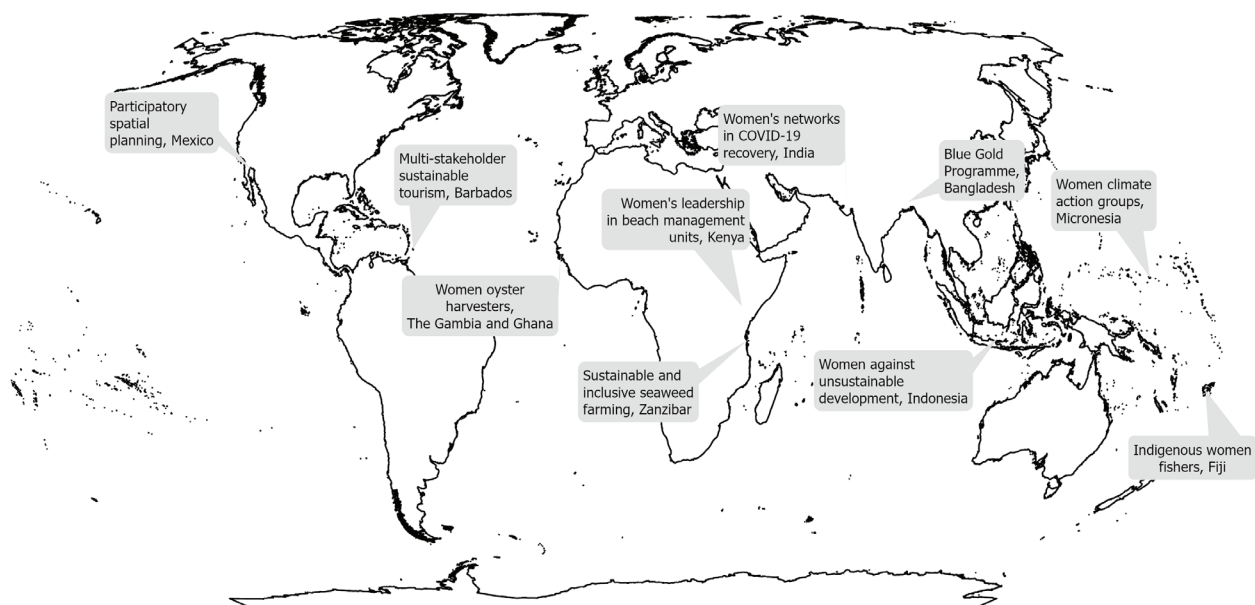 Participatory
spatial
planning, Mexico
Multi-stakeholder
sustainable
tourism, Barbados
Women oyster
harvesters,
The Gambia and Ghana
Women's networks
in COVID-19
recovery, India
Women's leadership
in beach management
units, Kenya
Sustainable and
inclusive seaweed
farming, Zanzibar
Blue Gold
Programme,
Bangladesh
Women climate
action groups,
Micronesia
Women against
unsustainable
development, Indonesia
Indigenous women
fishers, Fiji